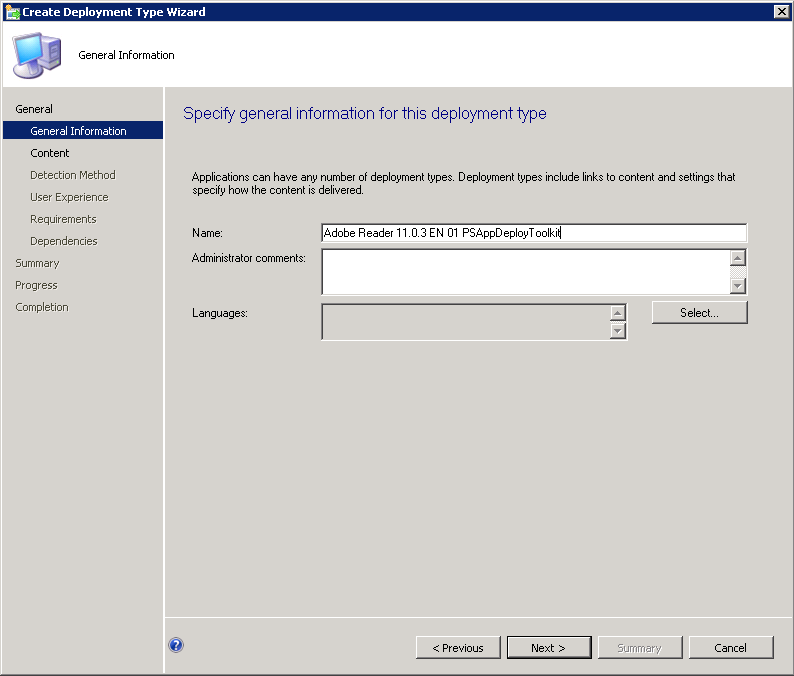 Create Deployment Type Wizard
General Information
General
General Information
Content
Detection Method
User Experience
Requirements
Dependencies
Summary
Progress
Completion
Specify general information for this deployment type
Applications can have any number of deployment types. Deployment types include links to content and settings that
specify how the content is delivered.
Name:
Adobe Reader 11.0.3 EN 01 PSAppDeployToolkit
Administrator comments:
Languages:
Select...
?
< Previous
Next >
Summary
Cancel